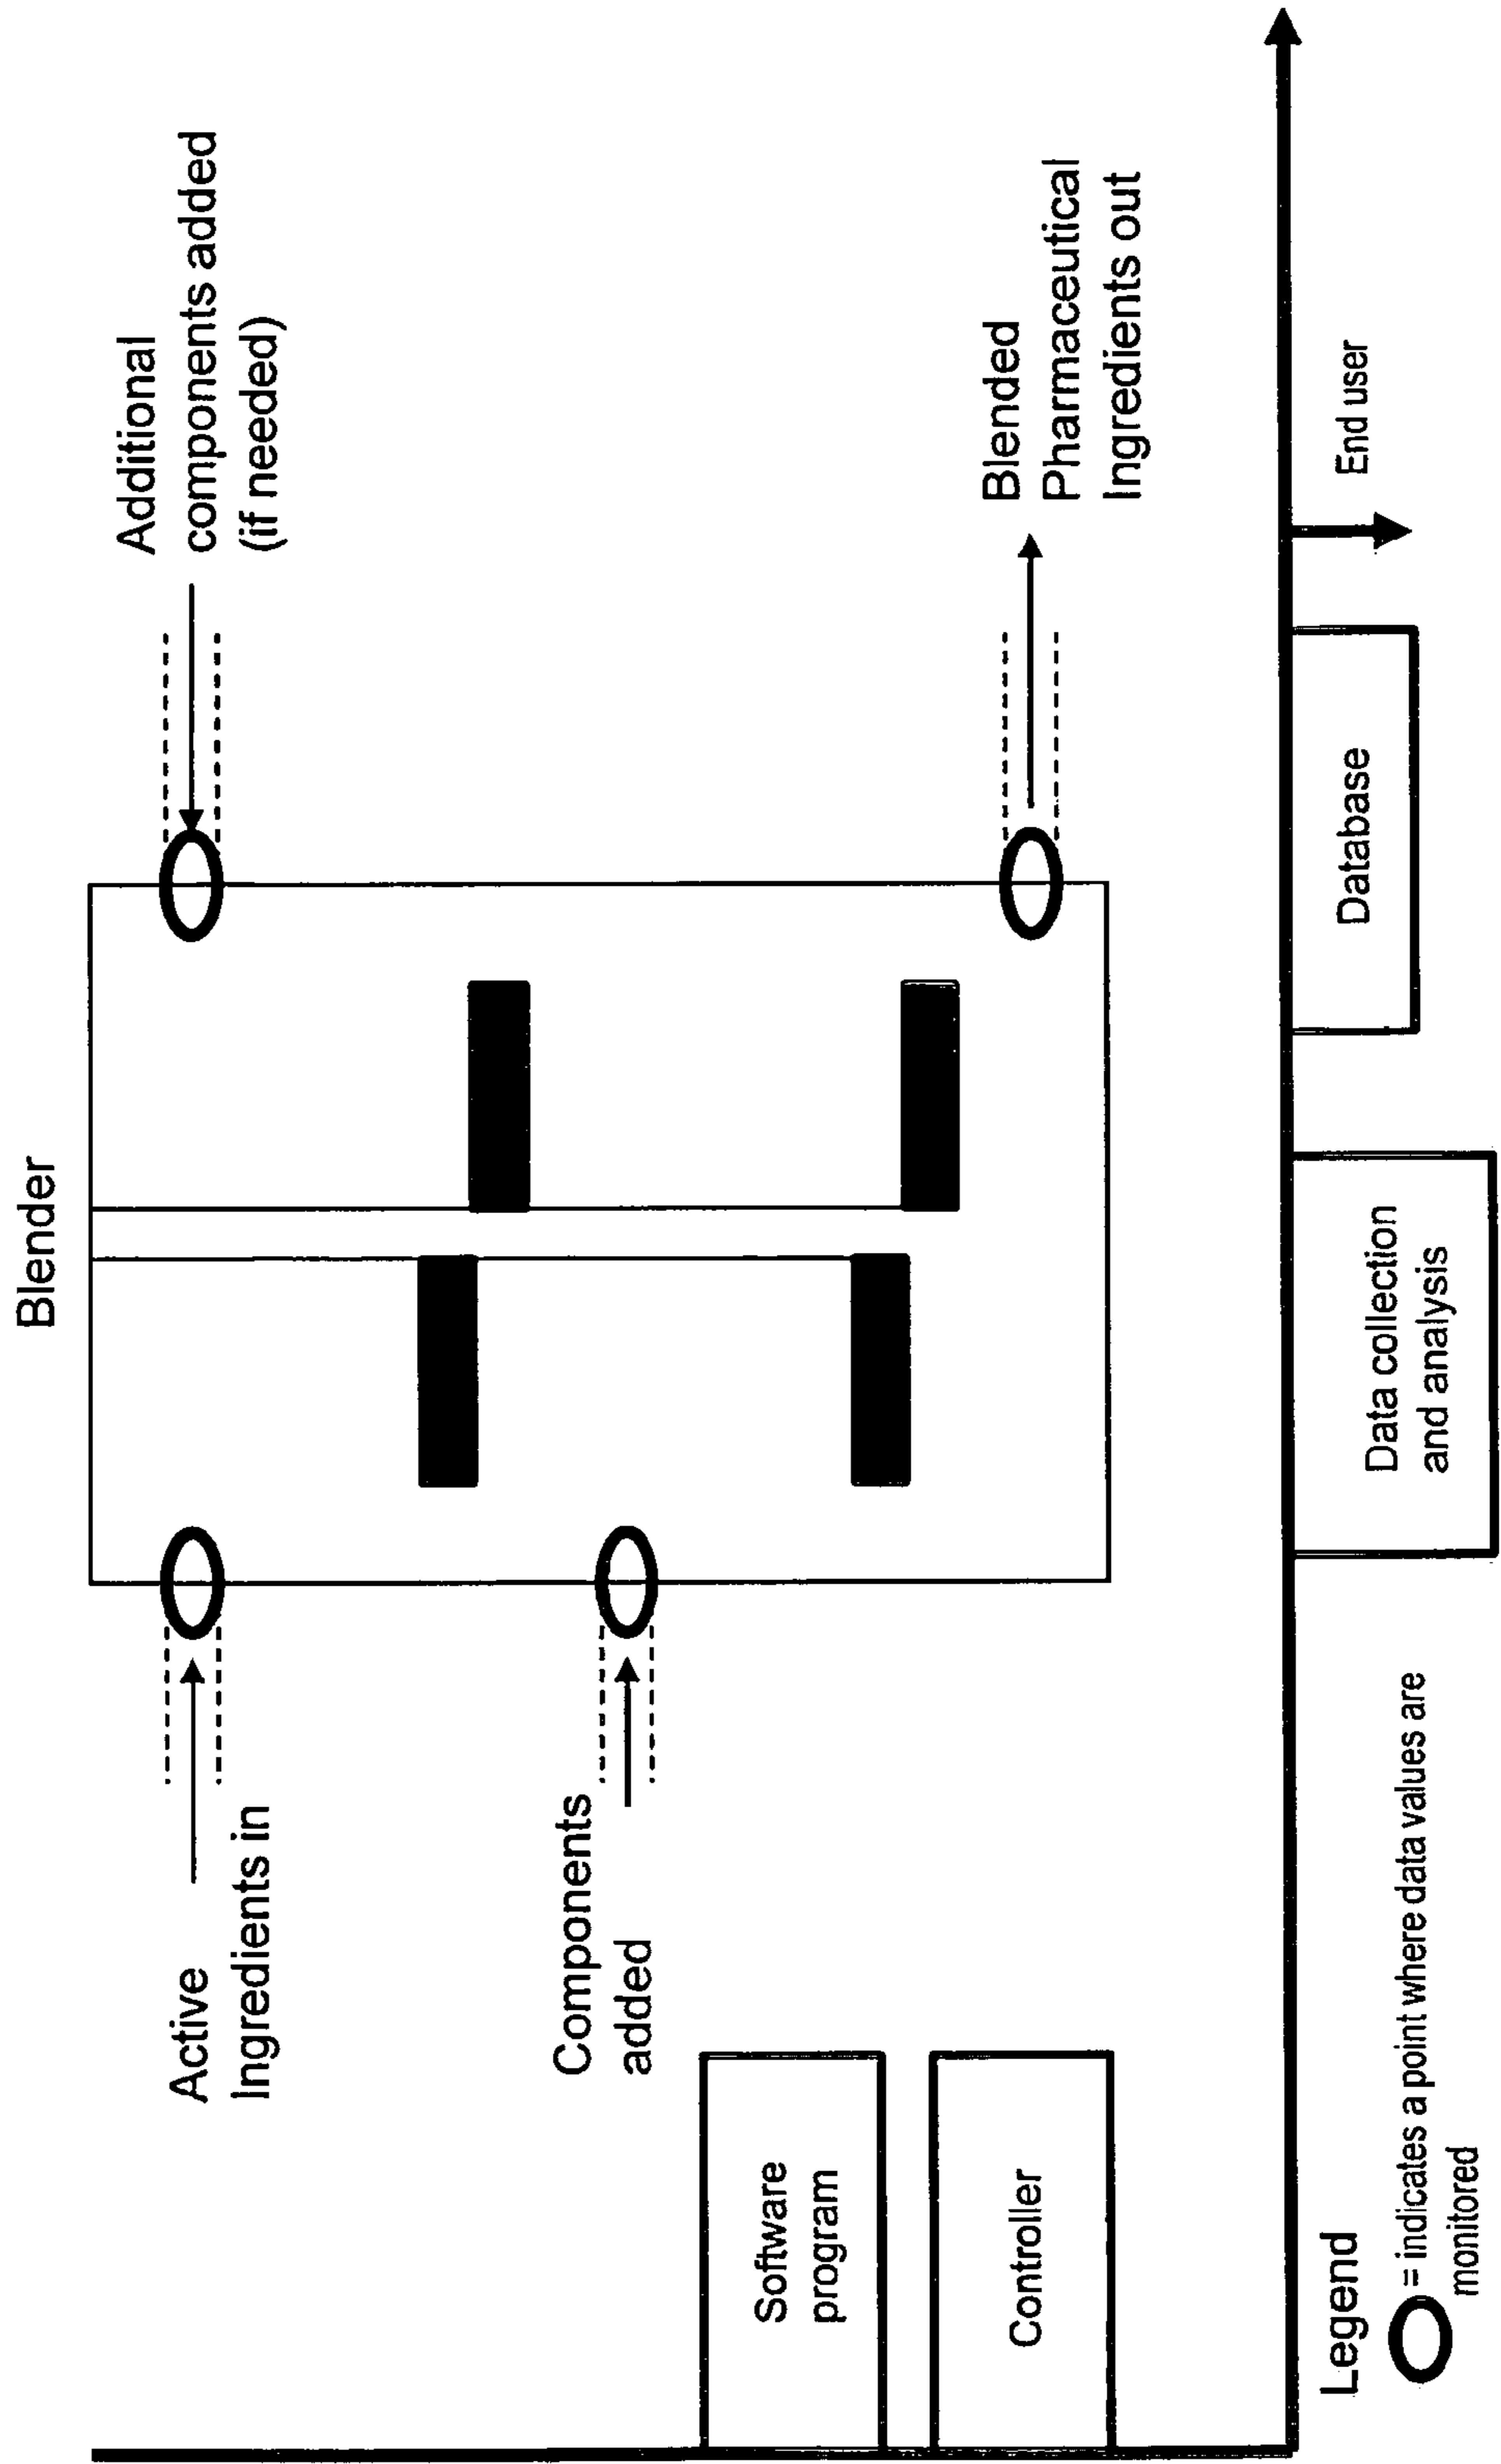 Blender
Active
Ingredients in
Additional
components added
(if needed)
Components
added
Software
program
Controller
Blended
Pharmaceutical
Ingredients out
Legend
= indicates a point where data values are
monitored
Data collection
and analysis
Database
End user